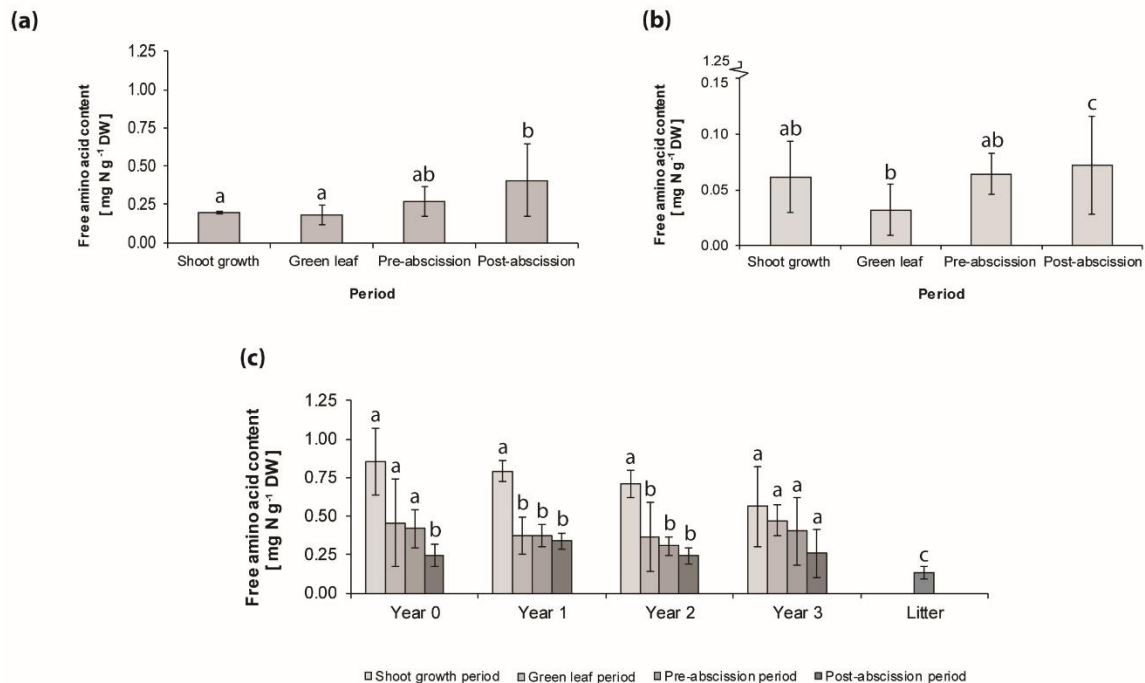 (a)
Free amino acid content
[ mg N g⁻¹ DW]
1.25
1.00
0.75
0.50
0.25
0.00
a
a
ab
b
Shoot growth Green leaf Pre-abscission Post-abscission
Period
(b)
Free amino acid content
[ mg N g⁻¹ DW]
1.25
0.15
0.10
0.05
0.00
ab
b
ab
c
Shoot growth Green leaf Pre-abscission Post-abscission
Period
(c)
Free amino acid content
[ mg N g⁻¹ DW]
1.25
1.00
0.75
0.50
0.25
0.00
a a a b
a b b b
a b b b
a a a a
c
Year 0 Year 1 Year 2 Year 3 Litter
Shoot growth period Green leaf period Pre-abscission period Post-abscission period